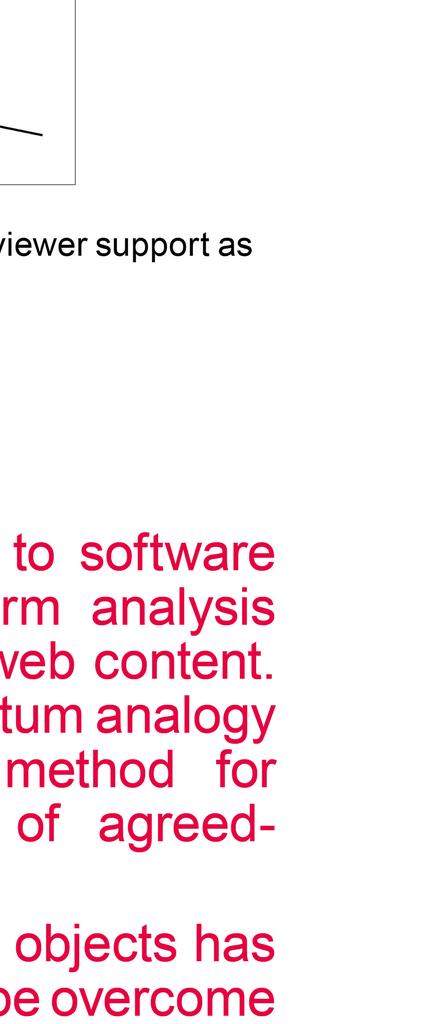 viewer support as
to software
rm analysis
web content.
tum analogy
method for
of agreed-
objects has
be overcome